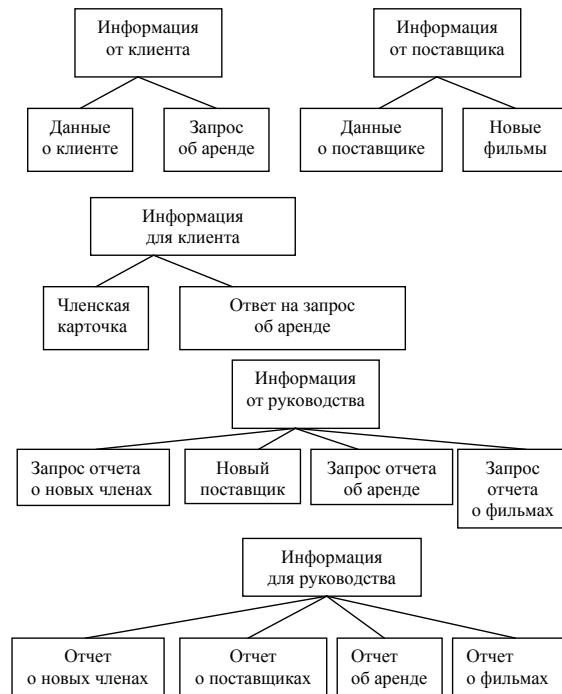 Информация
от клиента
Информация
от поставщика
Данные
о клиенте
Запрос
об аренде
Данные
о поставщике
Новые
фильмы
Информация
для клиента
Членская
карточка
Ответ на запрос
об аренде
Информация
от руководства
Запрос отчета
о новых членах
Новый
поставщик
Запрос отчета
об аренде
Запрос
отчета
о фильмах
Информация
для руководства
Отчет
о новых членах
Отчет
о поставщиках
Отчет
об аренде
Отчет
о фильмах